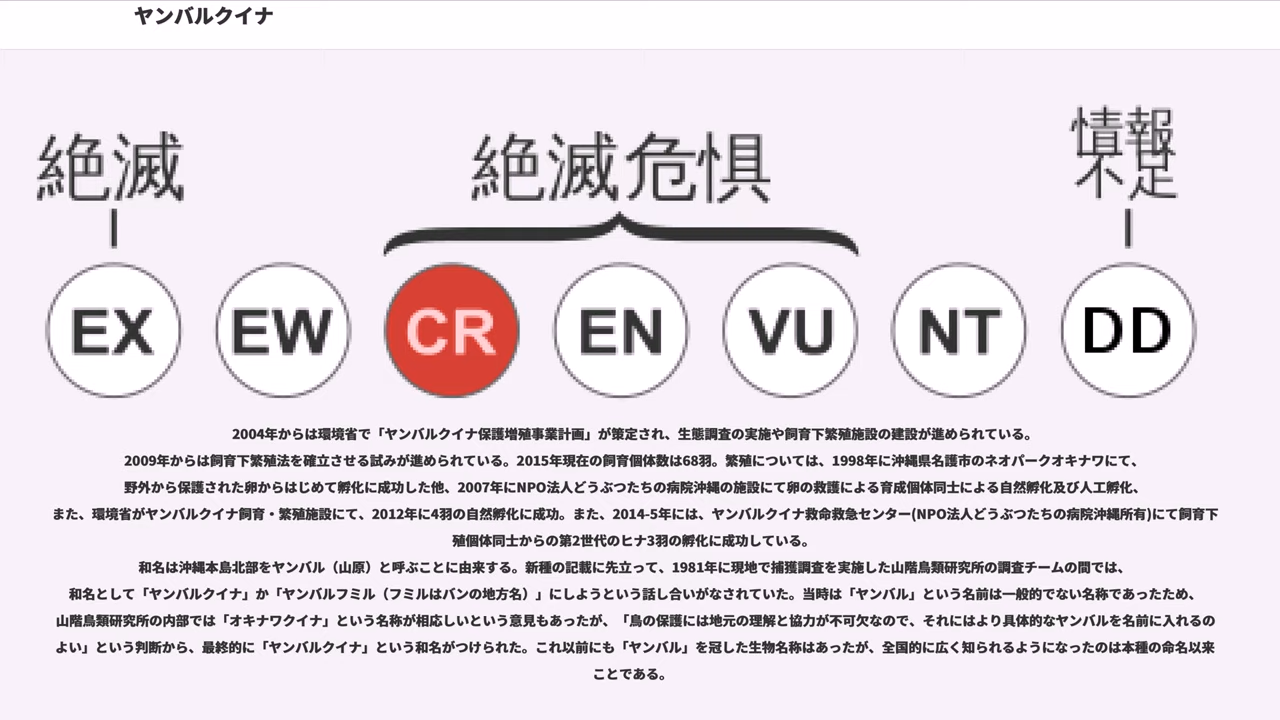 ヤンバルクイナ
絶滅
絶滅危惧
情報
不足
EX EW CR EN VU NT DD
2004年からは環境省で「ヤンバルクイナ保護増殖事業計画」が策定され、生態調査の実施や飼育下繁殖施設の建設が進められている。
2009年からは飼育下繁殖法を確立させる試みが進められている。2015年現在の飼育個体数は68羽。繁殖については、1998年に沖縄県名護市のネオパークオキナワにて、
野外から保護された卵からはじめて孵化に成功した他、2007年にNPO法人どうぶつたちの病院沖縄の施設にて卵の救護による育成個体同士による自然孵化及び人工孵化、
また、環境省がヤンバルクイナ飼育・繁殖施設にて、2012年に4羽の自然孵化に成功。また、2014-5年には、ヤンバルクイナ救命救急センター(NPO法人どうぶつたちの病院沖縄所有)にて飼育下
殖個体同士からの第2世代のヒナ3羽の孵化に成功している。
和名は沖縄本島北部をヤンバル（山原）と呼ぶことに由来する。新種の記載に先立って、1981年に現地で捕獲調査を実施した山階鳥類研究所の調査チームの間では、
和名として「ヤンバルクイナ」か「ヤンバルフミル（フミルはバンの地方名）」にしようという話し合いがなされていた。当時は「ヤンバル」という名前は一般的でない名称であったため、
山階鳥類研究所の内部では「オキナワクイナ」という名称が相応しいという意見もあったが、「鳥の保護には地元の理解と協力が不可欠なので、それにはより具体的なヤンバルを名前に入れるの
よい」という判断から、最終的に「ヤンバルクイナ」という和名がつけられた。これ以前にも「ヤンバル」を冠した生物名称はあったが、全国的に広く知られるようになったのは本種の命名以来
ことである。